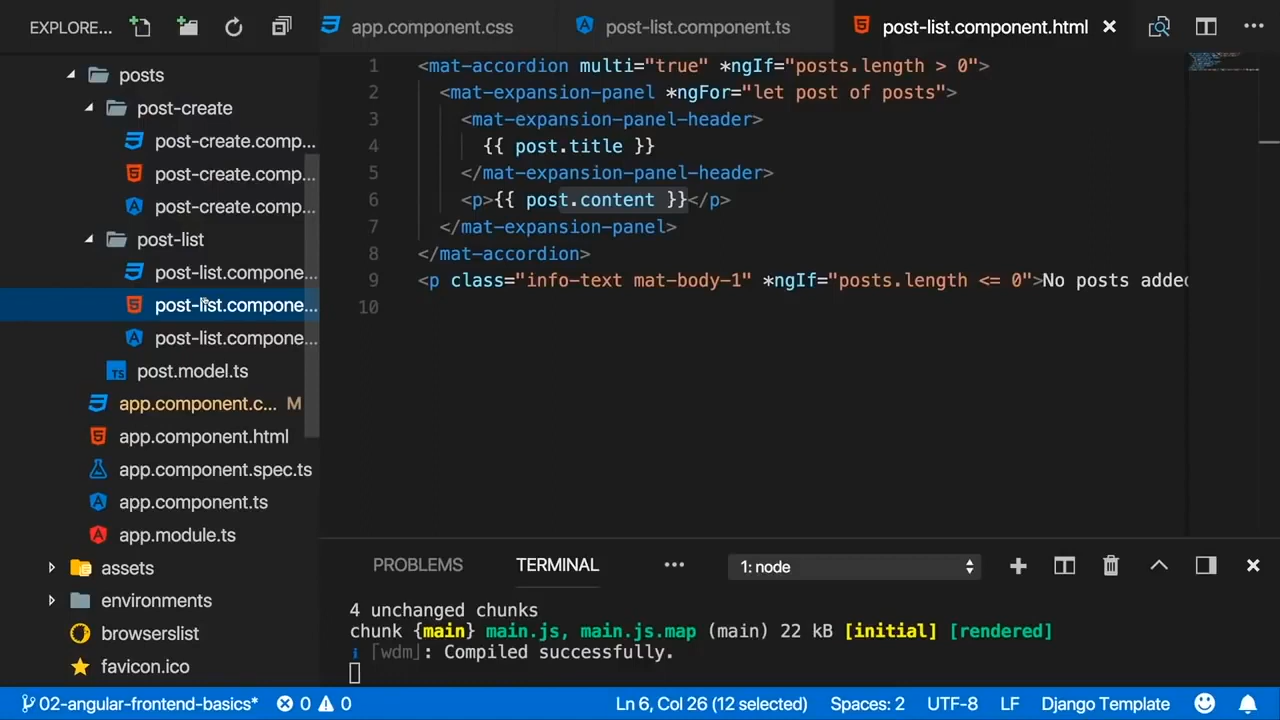 EXPLORE...
app.component.css
post-list.component.ts
post-list.component.html
posts
post-create
post-create.comp...
post-create.comp...
post-create.comp...
post-list
post-list.compone...
post-list.compone...
post-list.compone...
post.model.ts
app.component.c... M
app.component.html
app.component.spec.ts
app.component.ts
app.module.ts
assets
environments
browserslist
favicon.ico
1 <mat-accordion multi="true" *ngIf="posts.length > 0">
2 <mat-expansion-panel *ngFor="let post of posts">
3 <mat-expansion-panel-header>
4 {{ post.title }}
5 </mat-expansion-panel-header>
6 <p>{{ post.content }}</p>
7 </mat-expansion-panel>
8 </mat-accordion>
9 <p class="info-text mat-body-1" *ngIf="posts.length <= 0">No posts added
10
PROBLEMS TERMINAL ... 1: node
4 unchanged chunks
chunk {main} main.js, main.js.map (main) 22 kB [initial] [rendered]
i ｢wdm｣: Compiled successfully.
02-angular-frontend-basics* 0 0 Ln 6, Col 26 (12 selected) Spaces: 2 UTF-8 LF Django Template